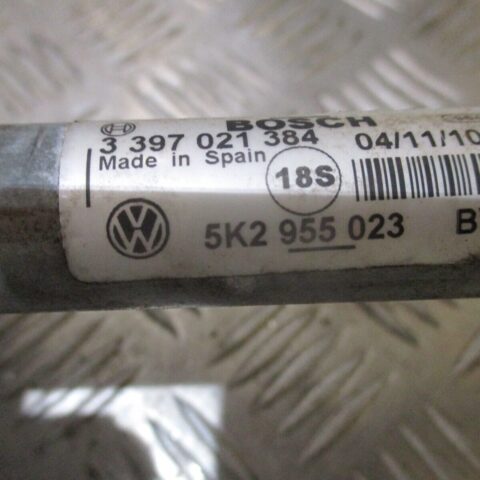 BOSCH
3 397 021 384 04/11/10
Made in Spain
18S
5K2 955 023